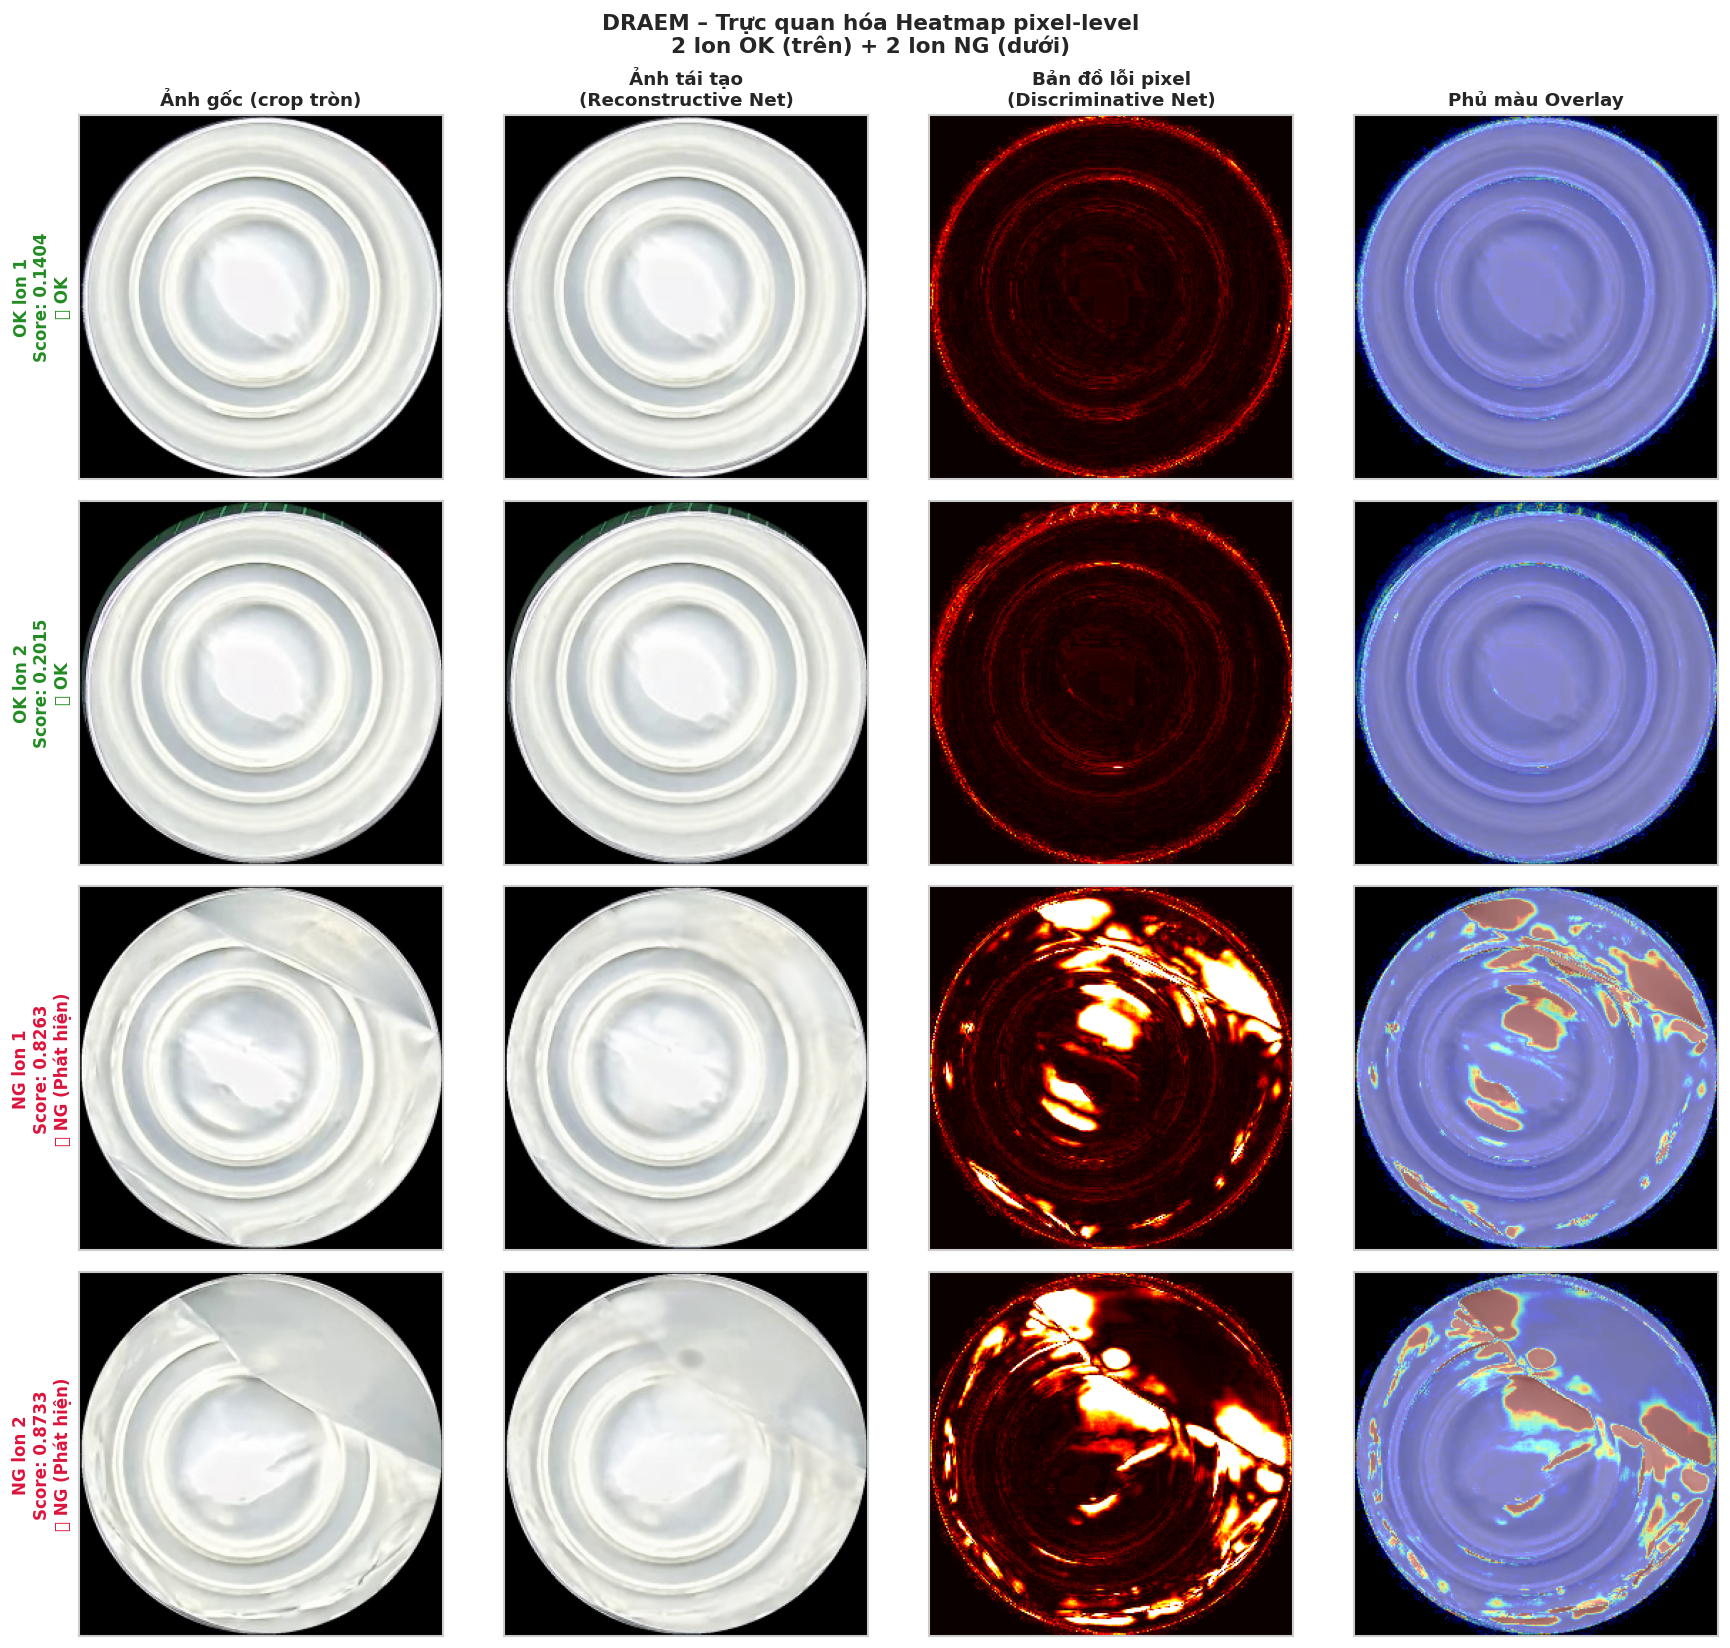 DRAEM – Trực quan hóa Heatmap pixel-level
2 lon OK (trên) + 2 lon NG (dưới)
Ảnh gốc (crop tròn)
Ảnh tái tạo
(Reconstructive Net)
Bản đồ lỗi pixel
(Discriminative Net)
Phủ màu Overlay
OK lon 1
Score: 0.1404
▯ OK
OK lon 2
Score: 0.2015
▯ OK
NG lon 1
Score: 0.8263
▯ NG (Phát hiện)
NG lon 2
Score: 0.8733
▯ NG (Phát hiện)